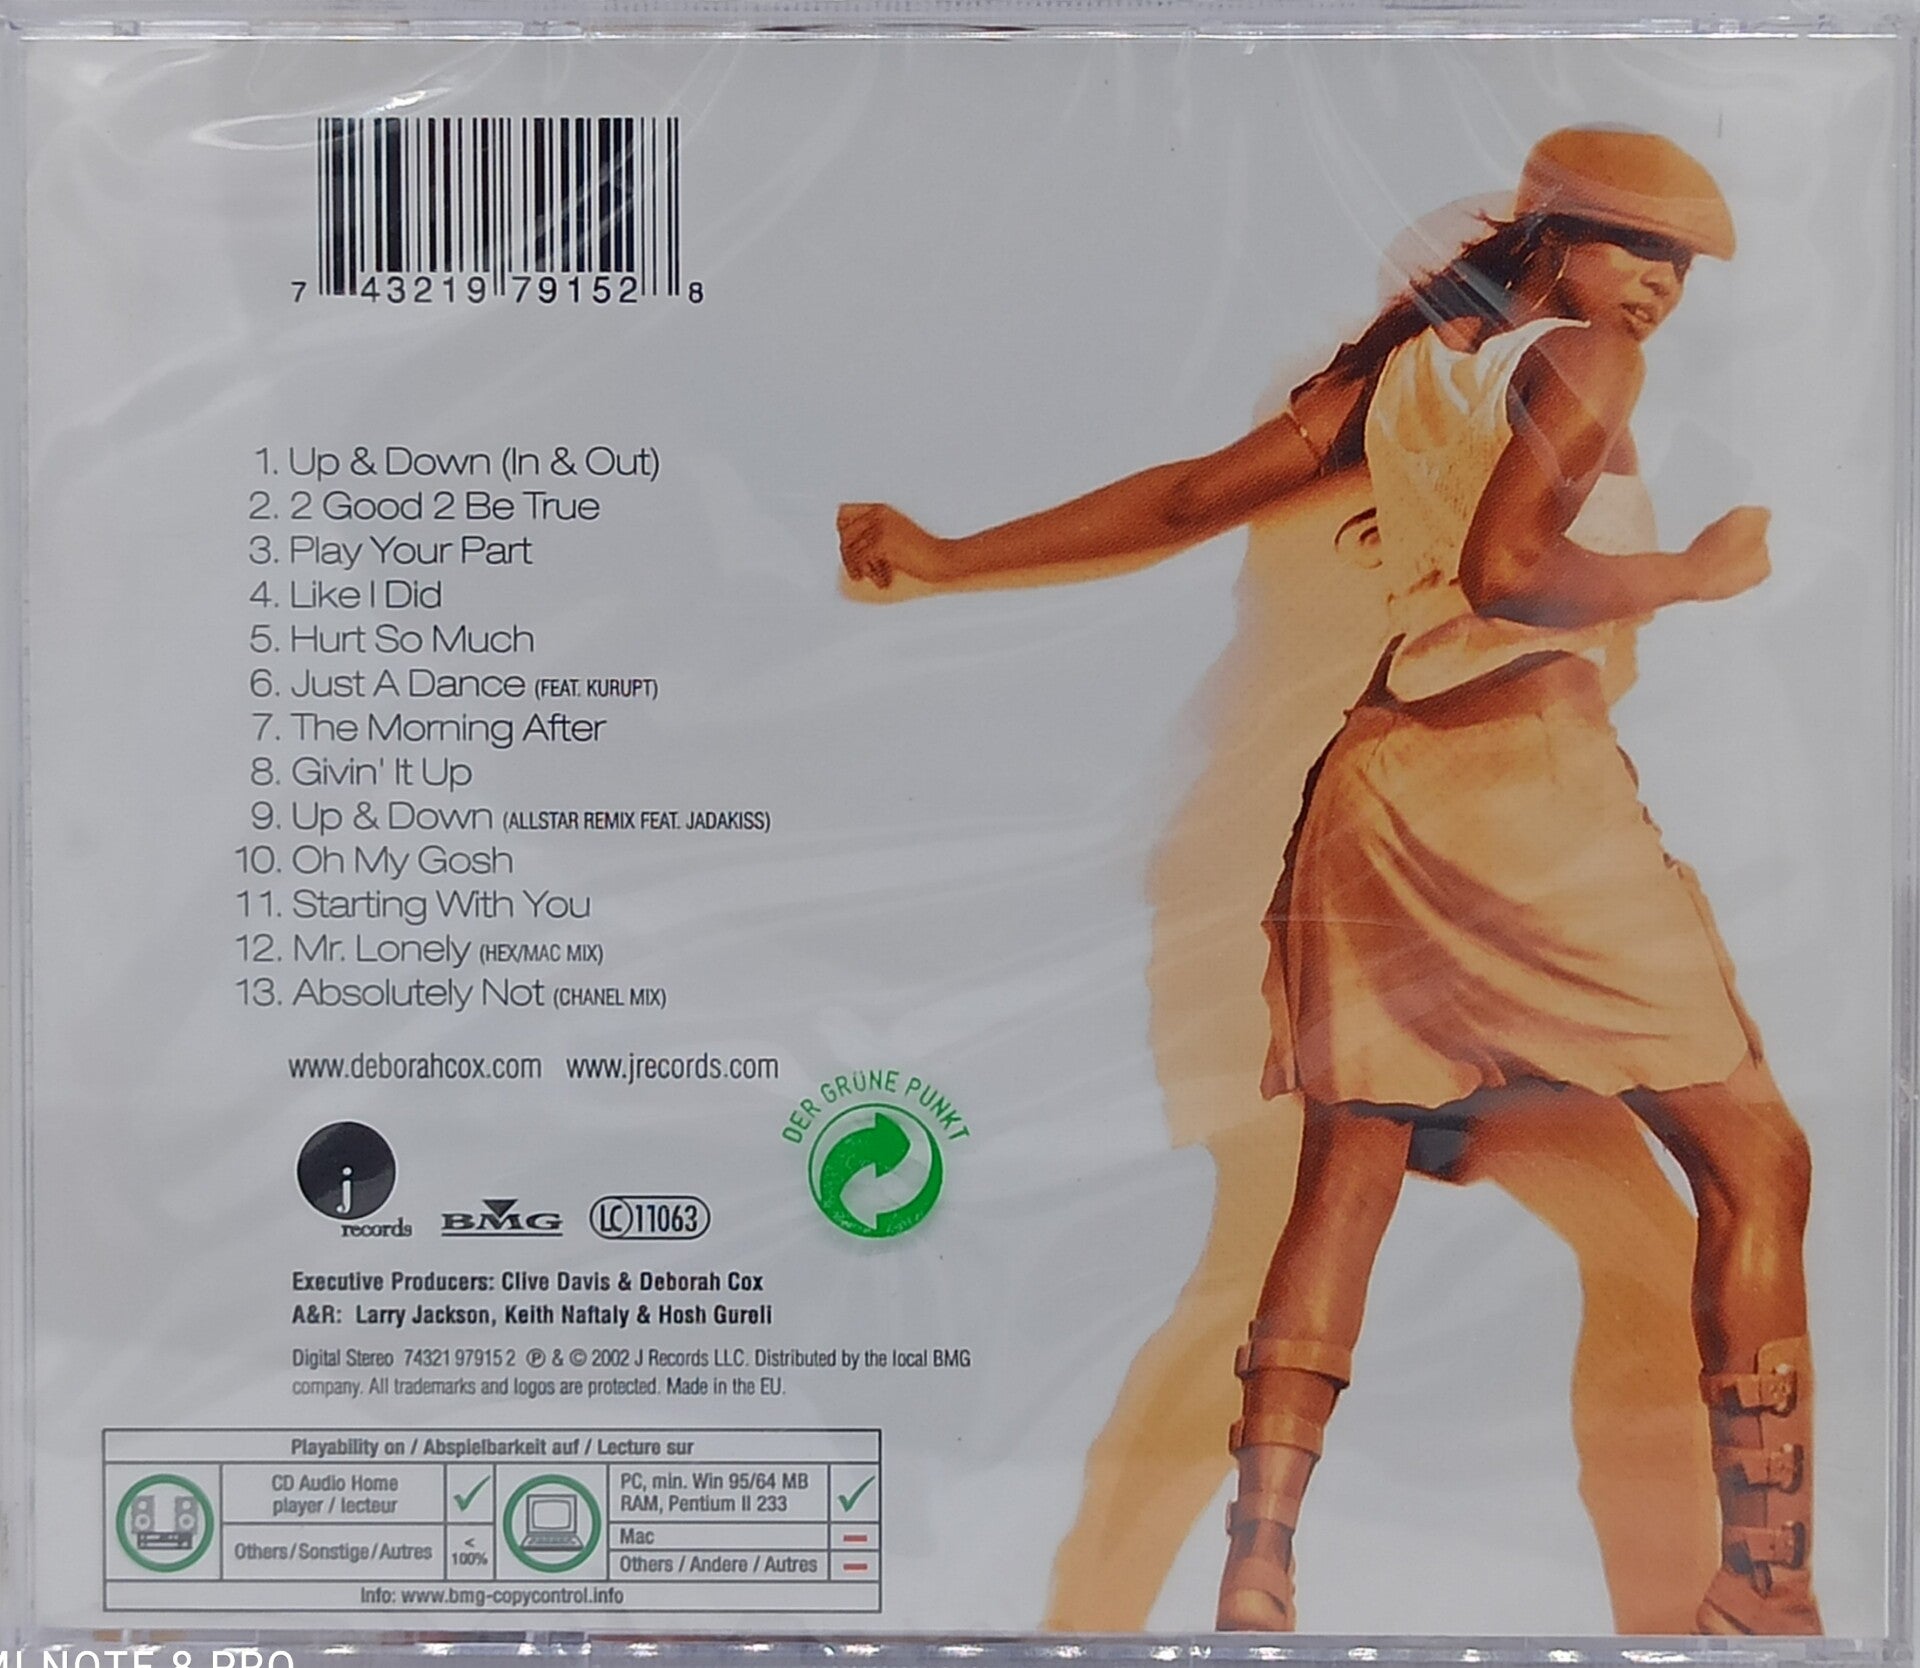 7 43219 79152 8
1. Up & Down (In & Out)
2. 2 Good 2 Be True
3. Play Your Part
4. Like I Did
5. Hurt So Much
6. Just A Dance (FEAT. KURUPT)
7. The Morning After
8. Givin' It Up
9. Up & Down (ALLSTAR REMIX FEAT. JADAKISS)
10. Oh My Gosh
11. Starting With You
12. Mr. Lonely (HEX/MAC MIX)
13. Absolutely Not (CHANEL MIX)
www.deborahcox.com www.jrecords.com
DER GRÜNE PUNKT
j
records
BMG
LC 11063
Executive Producers: Clive Davis & Deborah Cox
A&R: Larry Jackson, Keith Naftaly & Hosh Gureli
Digital Stereo 74321 97915 2 ℗ & © 2002 J Records LLC. Distributed by the local BMG
company. All trademarks and logos are protected. Made in the EU.
Playability on / Abspielbarkeit auf / Lecture sur
CD Audio Home
player / lecteur
Others / Sonstige / Autres
<
100%
PC, min. Win 95/64 MB
RAM, Pentium II 233
Mac
Others / Andere / Autres
Info: www.bmg-copycontrol.info
MI NOTE 8 PRO